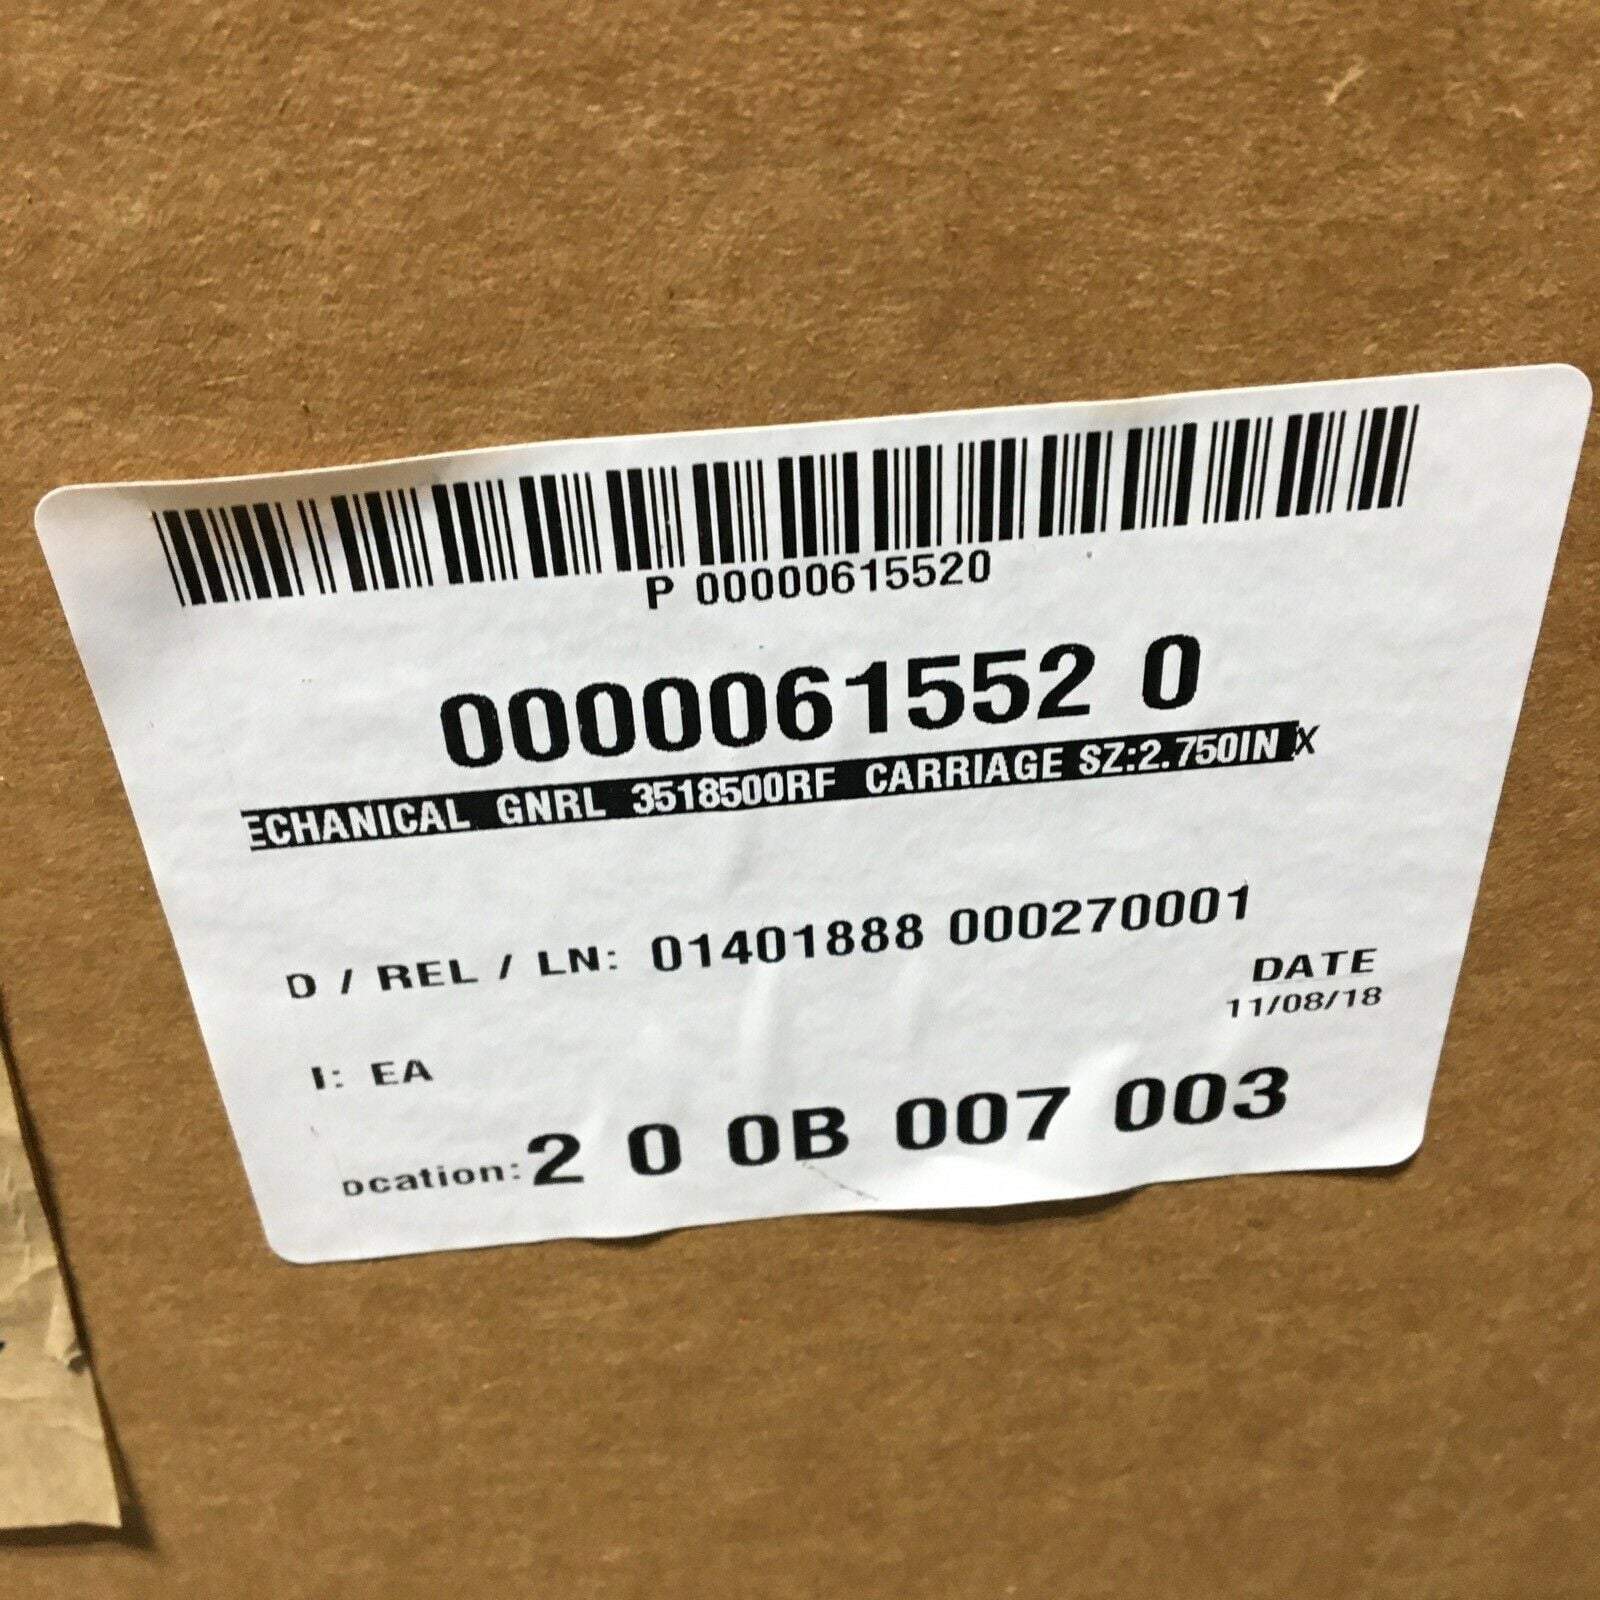 P 00000615520
0000061552 0
ECHANICAL GNRL 3518500RF CARRIAGE SZ:2.750IN X
D / REL / LN: 01401888 000270001
DATE
11/08/18
I: EA
ocation: 2 0 0B 007 003